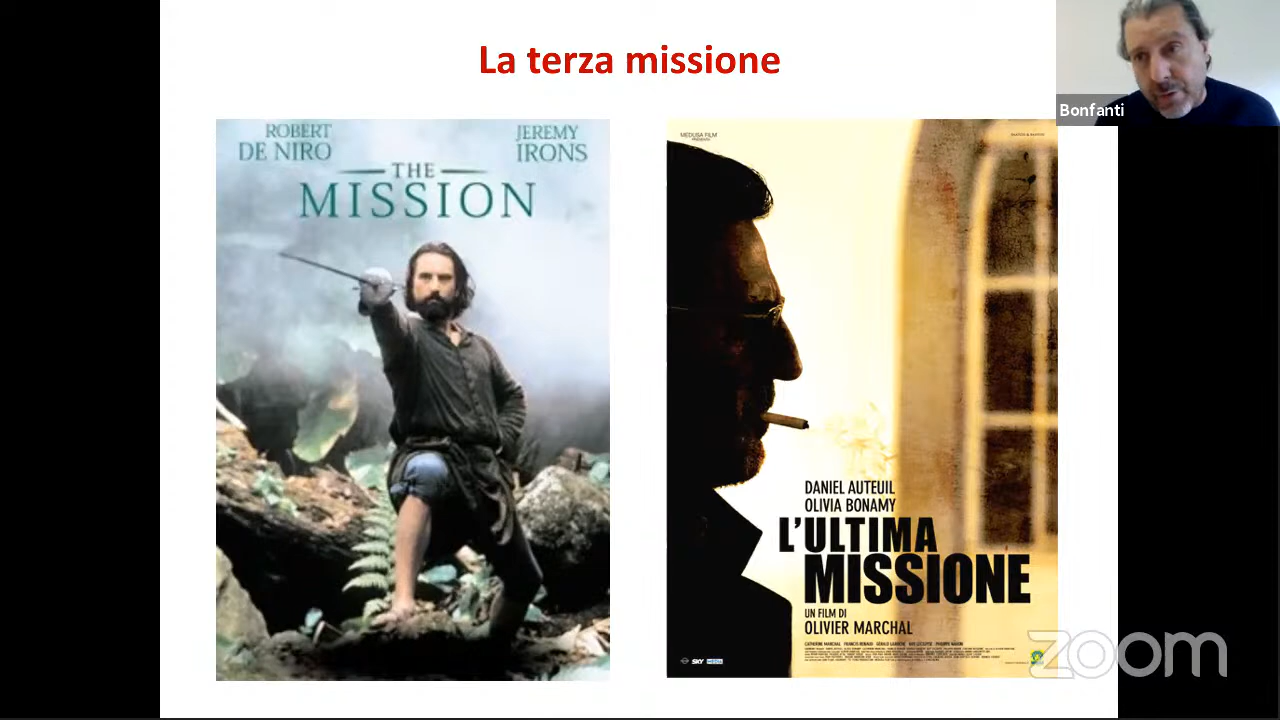 La terza missione
Bonfanti
ROBERT
DE NIRO
JEREMY
IRONS
THE
MISSION
MEDUSA FILM
DANIEL AUTEUIL
OLIVIA BONAMY
L'ULTIMA
MISSIONE
UN FILM DI
OLIVIER MARCHAL
SKY
zoom